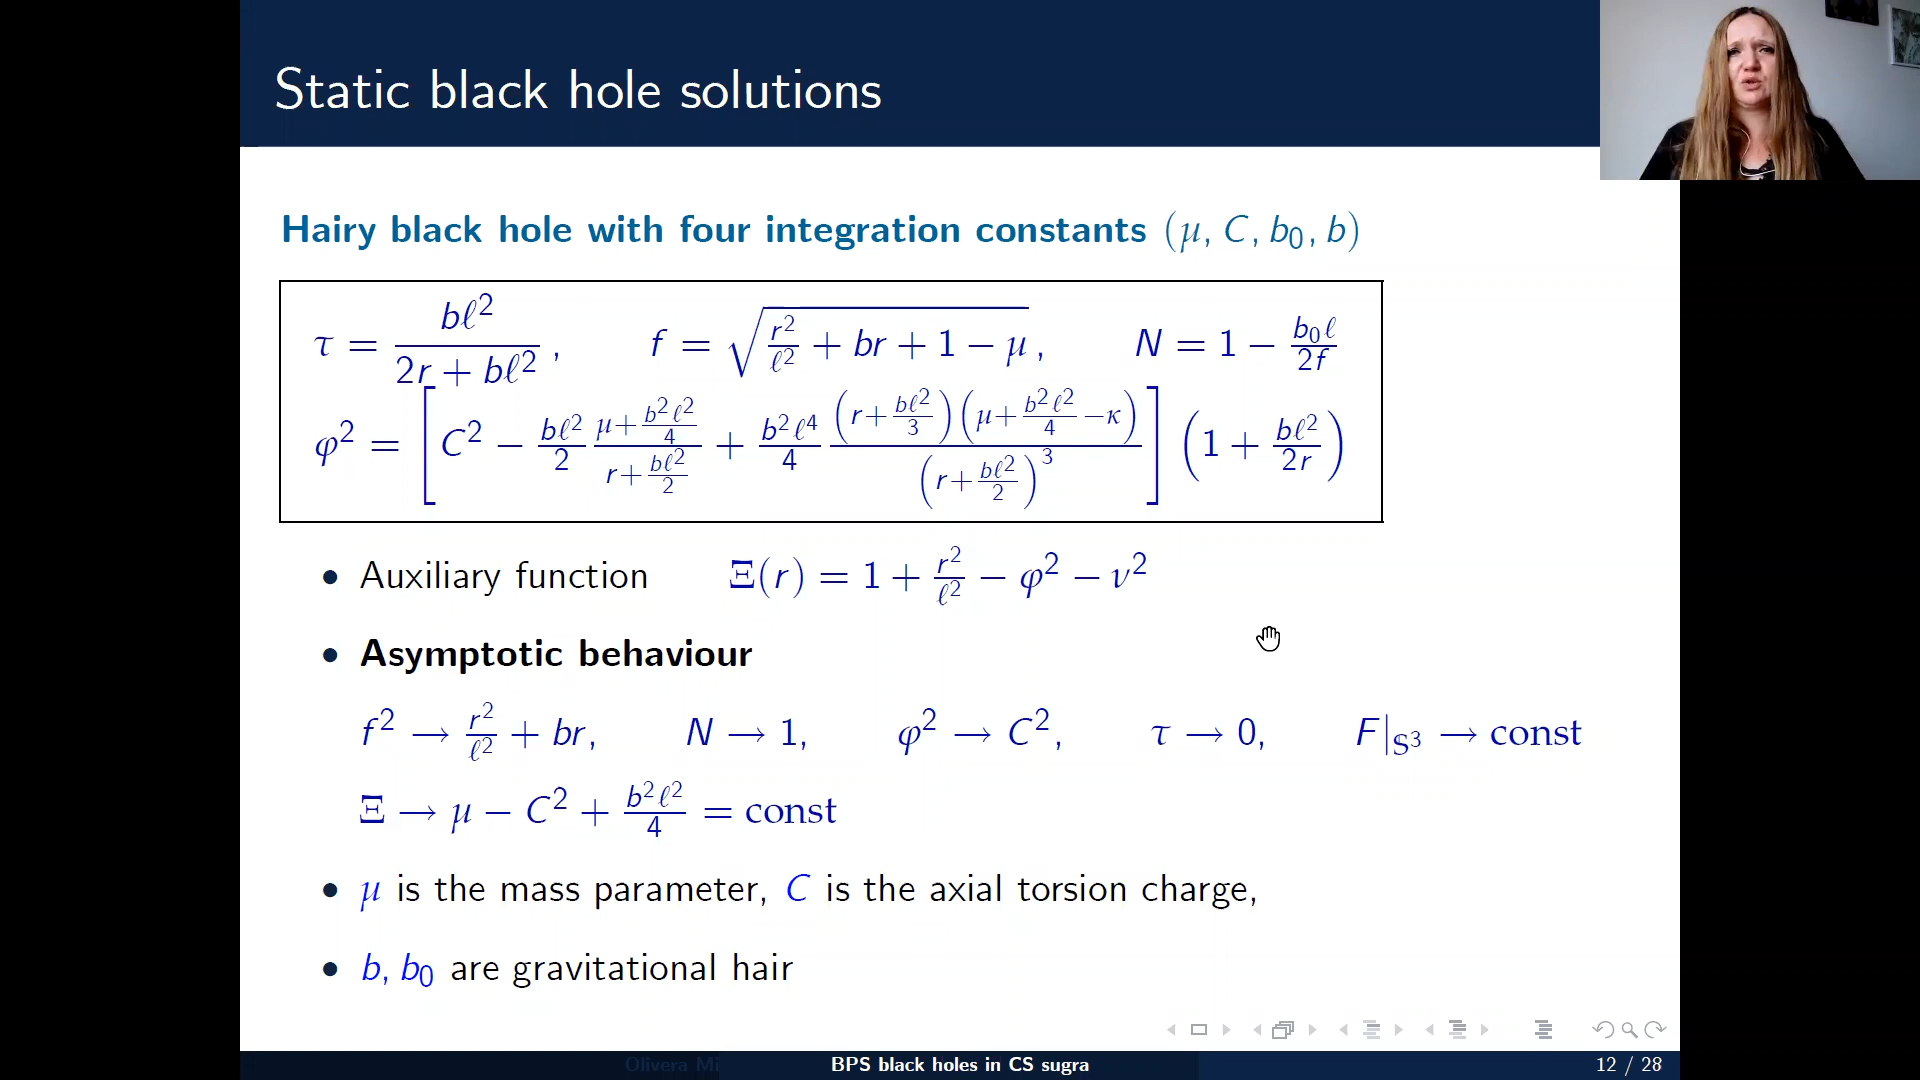 Static black hole solutions
Hairy black hole with four integration constants (μ, C, b₀, b)
τ = bℓ² / (2r + bℓ²) , f = √(r²/ℓ² + br + 1 − μ) , N = 1 − b₀ℓ/2f
φ² = [C² − (bℓ²/2) (μ + b²ℓ²/4)/(r + bℓ²/2) + (b²ℓ⁴/4) (r + bℓ²/3)(μ + b²ℓ²/4 − κ)/(r + bℓ²/2)³] (1 + bℓ²/2r)
• Auxiliary function Ξ(r) = 1 + r²/ℓ² − φ² − ν²
• Asymptotic behaviour
f² → r²/ℓ² + br, N → 1, φ² → C², τ → 0, F|S³ → const
Ξ → μ − C² + b²ℓ²/4 = const
• μ is the mass parameter, C is the axial torsion charge,
• b, b₀ are gravitational hair
Olivera Mi BPS black holes in CS sugra 12 / 28